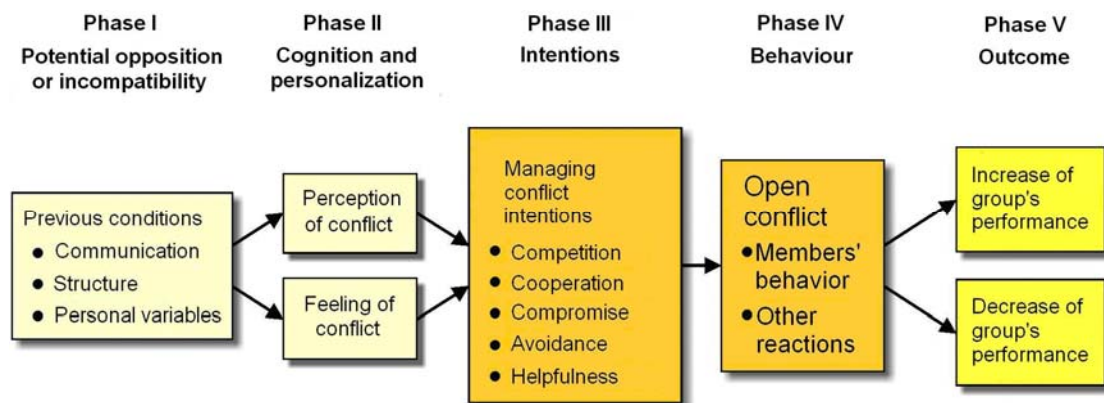 Phase I
Potential opposition
or incompatibility
Phase II
Cognition and
personalization
Phase III
Intentions
Phase IV
Behaviour
Phase V
Outcome
Previous conditions
● Communication
● Structure
● Personal variables
Perception
of conflict
Feeling of
conflict
Managing
conflict
intentions
● Competition
● Cooperation
● Compromise
● Avoidance
● Helpfulness
Open
conflict
●Members'
behavior
● Other
reactions
Increase of
group's
performance
Decrease of
group's
performance